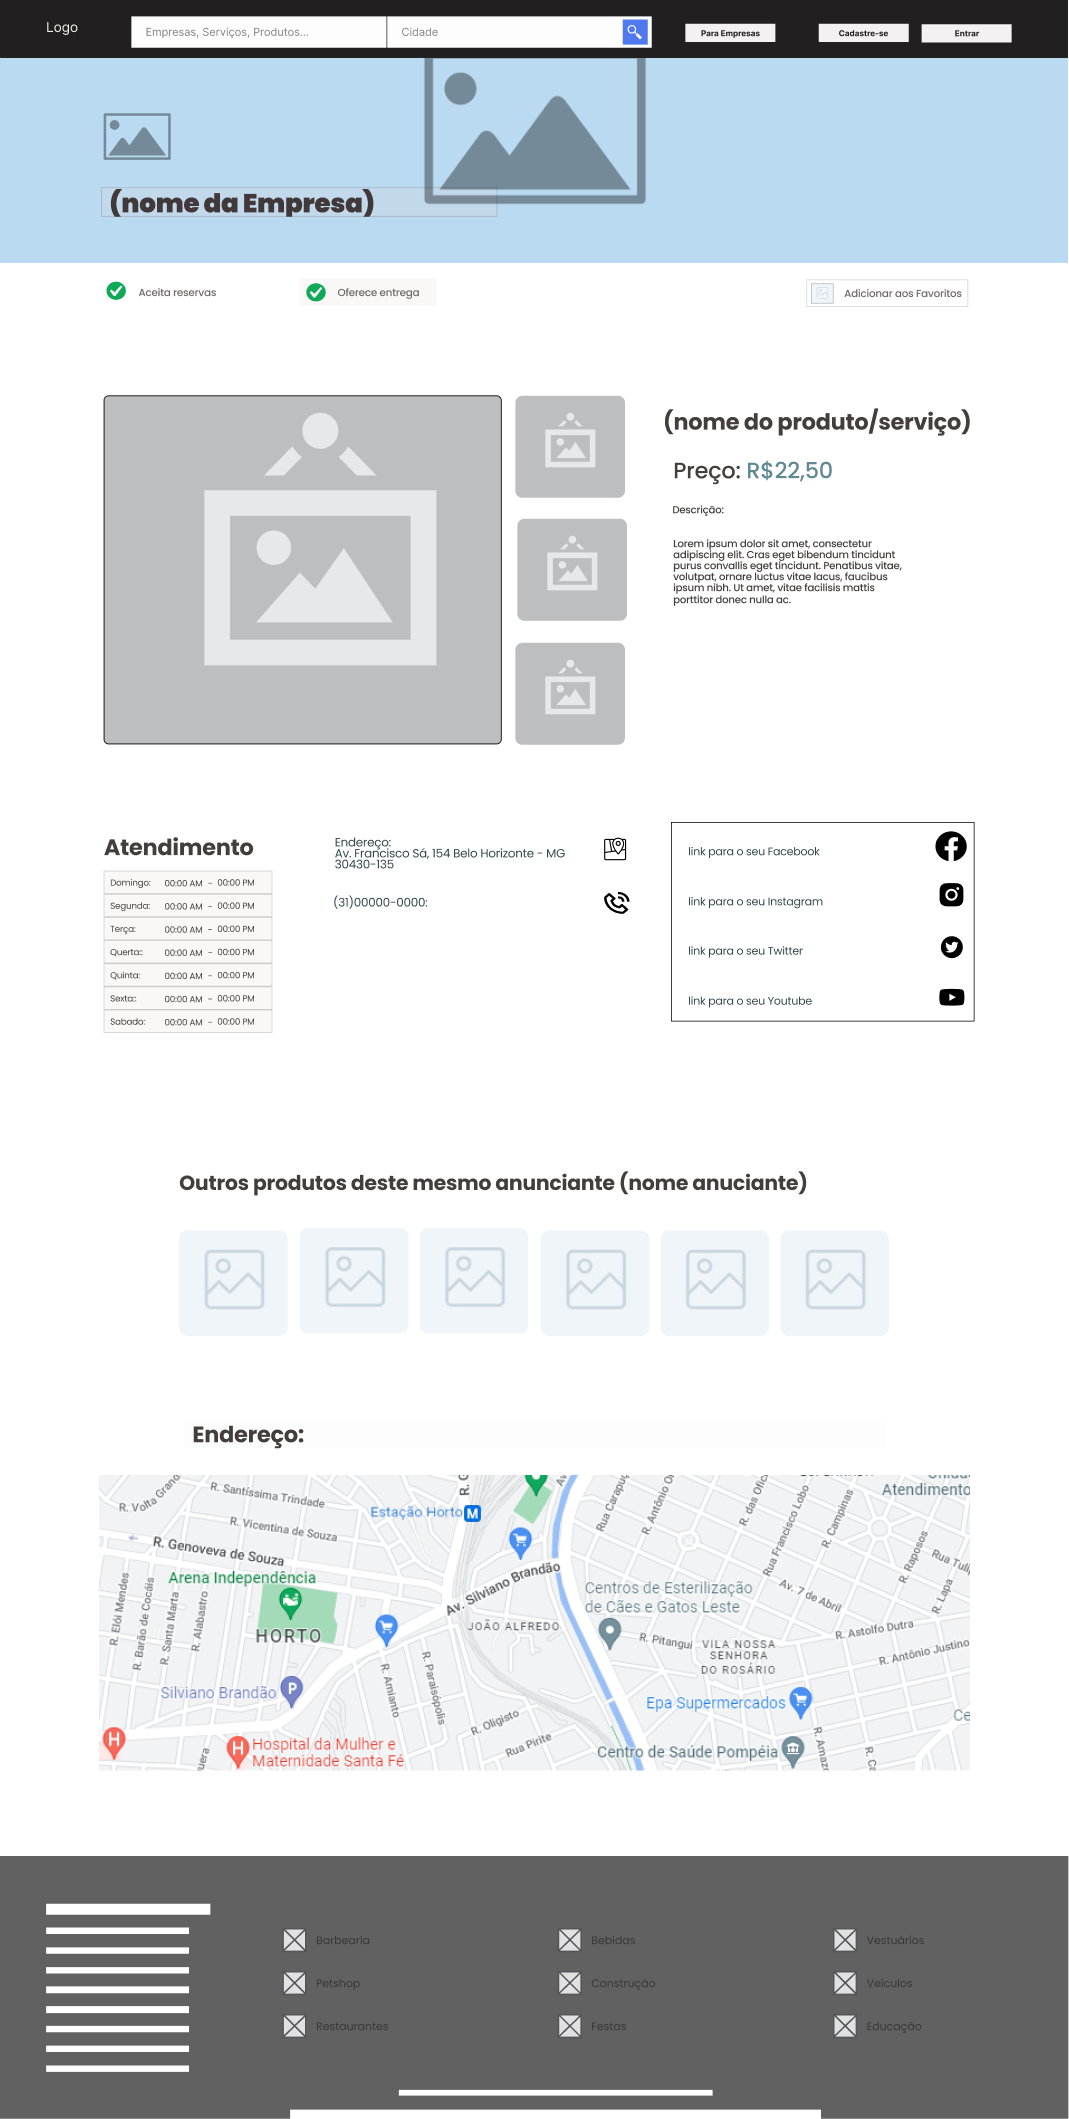 Logo
Empresas, Serviços, Produtos...
Cidade
Para Empresas
Cadastre-se
Entrar
(nome da Empresa)
Aceita reservas
Oferece entrega
Adicionar aos Favoritos
(nome do produto/serviço)
Preço: R$22,50
Descrição:
Lorem ipsum dolor sit amet, consectetur
adipiscing elit. Cras eget bibendum tincidunt
purus convallis eget tincidunt. Penatibus vitae,
volutpat, ornare luctus vitae lacus, faucibus
ipsum nibh. Ut amet, vitae facilisis mattis
porttitor donec nulla ac.
Atendimento
Domingo: 00:00 AM - 00:00 PM
Segunda: 00:00 AM - 00:00 PM
Terça: 00:00 AM - 00:00 PM
Querta:: 00:00 AM - 00:00 PM
Quinta: 00:00 AM - 00:00 PM
Sexta:: 00:00 AM - 00:00 PM
Sabado: 00:00 AM - 00:00 PM
Endereço:
Av. Francisco Sá, 154 Belo Horizonte - MG
30430-135
(31)00000-0000:
link para o seu Facebook
link para o seu Instagram
link para o seu Twitter
link para o seu Youtube
Outros produtos deste mesmo anunciante (nome anuciante)
Endereço:
R. Volta Grand
R. Santíssima Trindade
R. Vicentina de Souza
R. Genoveva de Souza
Estação Horto
M
Arena Independência
HORTO
R. Elói Mendes
R. Barão de Cocáis
R. Santa Marta
R. Alabastro
Silviano Brandão
P
H
H
Hospital da Mulher e
Maternidade Santa Fé
Av. Silviano Brandão
JOÃO ALFREDO
R. Amianto
R. Paraisópolis
R. Oligisto
Rua Pirite
Rua Carapuç
R. Antônio O
R. das Ofic
Rua Francisco Lobo
R. Campinas
Atendimento
Centros de Esterilização
de Cães e Gatos Leste
R. Pitangui
VILA NOSSA
SENHORA
DO ROSÁRIO
Av. 7 de Abril
R. Raposos
Rua Tuli
R. Lapa
R. Astolfo Dutra
R. Antônio Justino
Epa Supermercados
Ce
Centro de Saúde Pompéia
R. Amazo
R. Ca
Barbearia
Bebidas
Vestuários
Petshop
Construção
Veículos
Restaurantes
Festas
Educação